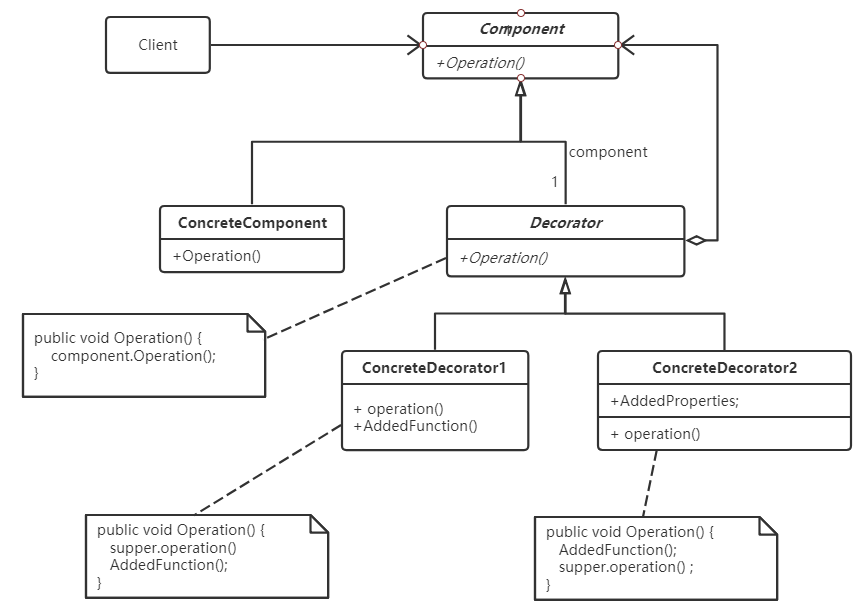 Client
Component
+Operation()
component
1
ConcreteComponent
+Operation()
Decorator
+Operation()
public void Operation() {
component.Operation();
}
ConcreteDecorator1
+ operation()
+AddedFunction()
ConcreteDecorator2
+AddedProperties;
+ operation()
public void Operation() {
supper.operation()
AddedFunction();
}
public void Operation() {
AddedFunction();
supper.operation() ;
}